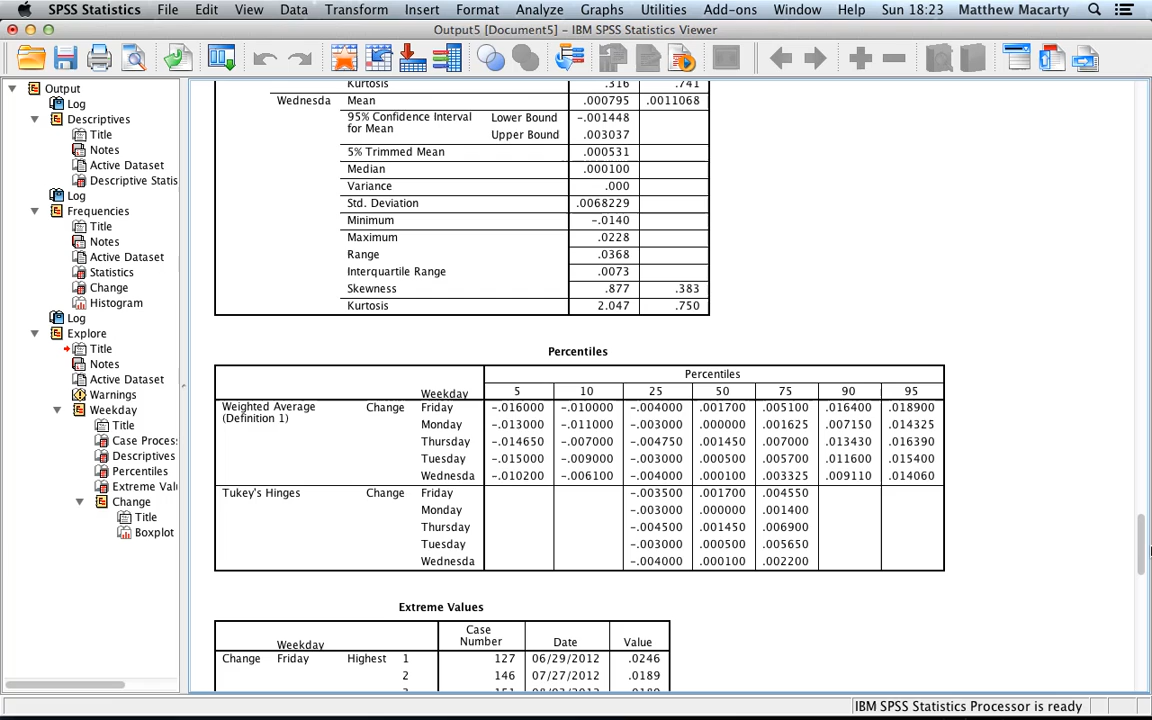 SPSS Statistics File Edit View Data Transform Insert Format Analyze Graphs Utilities Add-ons Window Help Sun 18:23 Matthew Macarty
Output5 [Document5] – IBM SPSS Statistics Viewer
Output
Log
Descriptives
Title
Notes
Active Dataset
Descriptive Statis
Log
Frequencies
Title
Notes
Active Dataset
Statistics
Change
Histogram
Log
Explore
Title
Notes
Active Dataset
Warnings
Weekday
Title
Case Proces:
Descriptives
Percentiles
Extreme Val
Change
Title
Boxplot
Kurtosis .316 .741
Wednesda Mean .000795 .0011068
95% Confidence Interval for Mean Lower Bound -.001448
Upper Bound .003037
5% Trimmed Mean .000531
Median .000100
Variance .000
Std. Deviation .0068229
Minimum -.0140
Maximum .0228
Range .0368
Interquartile Range .0073
Skewness .877 .383
Kurtosis 2.047 .750
Percentiles
Percentiles
Weekday 5 10 25 50 75 90 95
Weighted Average (Definition 1) Change Friday -.016000 -.010000 -.004000 .001700 .005100 .016400 .018900
Monday -.013000 -.011000 -.003000 .000000 .001625 .007150 .014325
Thursday -.014650 -.007000 -.004750 .001450 .007000 .013430 .016390
Tuesday -.015000 -.009000 -.003000 .000500 .005700 .011600 .015400
Wednesda -.010200 -.006100 -.004000 .000100 .003325 .009110 .014060
Tukey's Hinges Change Friday -.003500 .001700 .004550
Monday -.003000 .000000 .001400
Thursday -.004500 .001450 .006900
Tuesday -.003000 .000500 .005650
Wednesda -.004000 .000100 .002200
Extreme Values
Weekday Case Number Date Value
Change Friday Highest 1 127 06/29/2012 .0246
2 146 07/27/2012 .0189
IBM SPSS Statistics Processor is ready